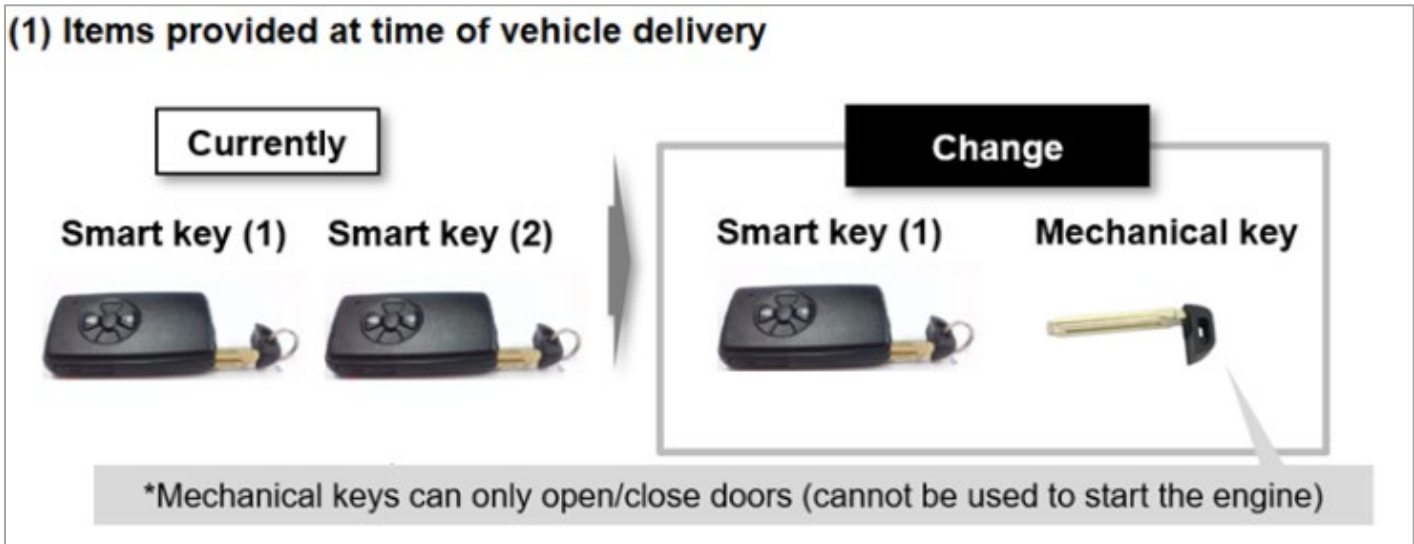 (1) Items provided at time of vehicle delivery
Currently
Change
Smart key (1)
Smart key (2)
Smart key (1)
Mechanical key
*Mechanical keys can only open/close doors (cannot be used to start the engine)